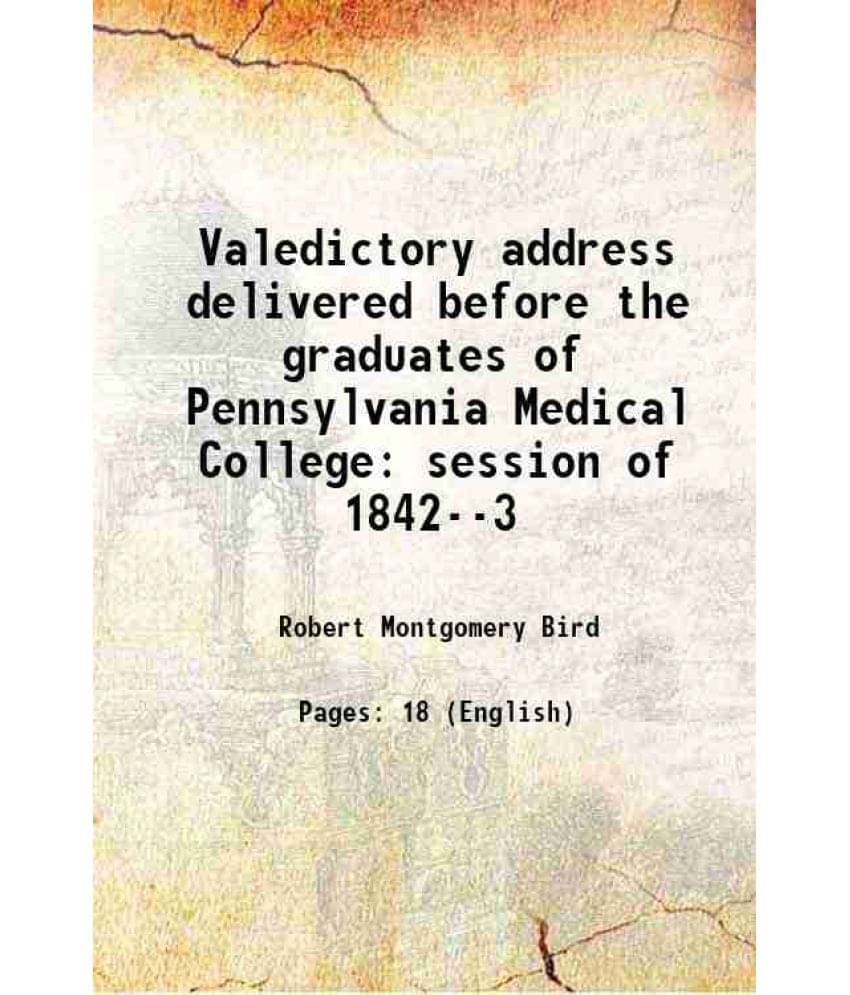 Valedictory address
delivered before the
graduates of
Pennsylvania Medical
College: session of
1842--3
Robert Montgomery Bird
Pages: 18 (English)